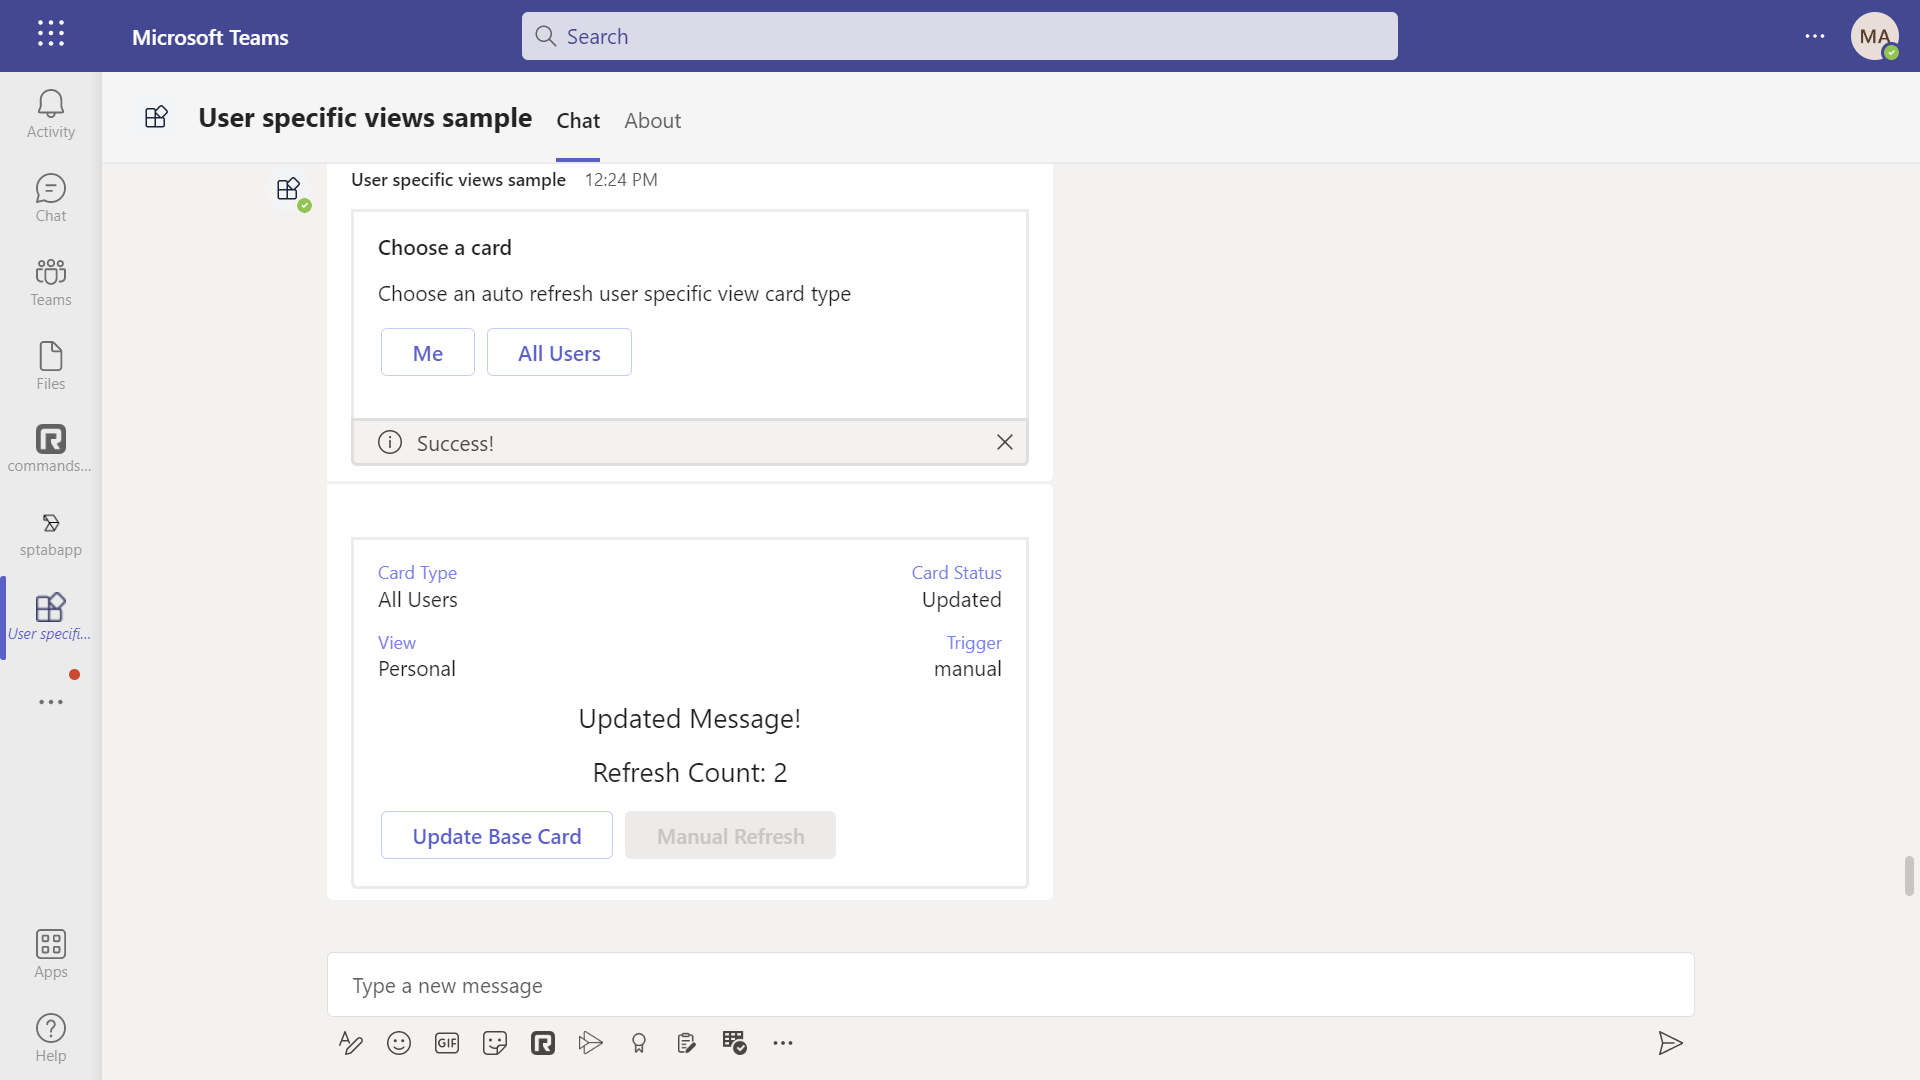 Microsoft Teams
Search
MA
Activity
Chat
Teams
Files
commands...
sptabapp
User specifi...
Apps
Help
User specific views sample
Chat
About
User specific views sample 12:24 PM
Choose a card
Choose an auto refresh user specific view card type
Me
All Users
Success!
Card Type
Card Status
All Users
Updated
View
Trigger
Personal
manual
Updated Message!
Refresh Count: 2
Update Base Card
Manual Refresh
Type a new message
GIF